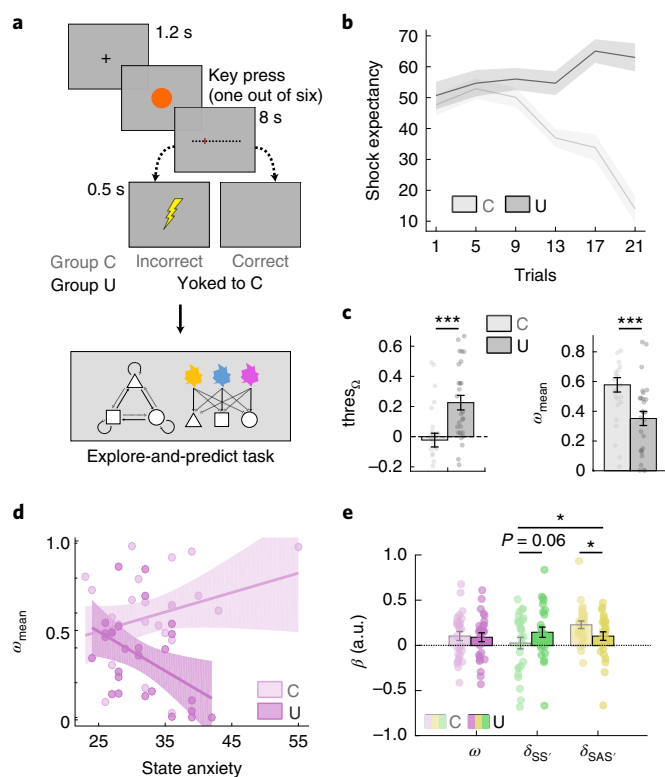 a
1.2 s
+
Key press
(one out of six)
8 s
0.5 s
Group C Incorrect Correct
Group U Yoked to C
Explore-and-predict task
b
Shock expectancy
70
60
50
40
30
20
10
C U
1 5 9 13 17 21
Trials
c
***
C
U
thres_Ω
0.6
0.4
0.2
0
–0.2
***
ω_mean
0.8
0.6
0.4
0.2
0
d
ω_mean
1.0
0.5
0
C
U
25 35 45 55
State anxiety
e
*
P = 0.06
*
β (a.u.)
1.0
0.5
0
–0.5
–1.0
C U
ω δSS′ δSAS′